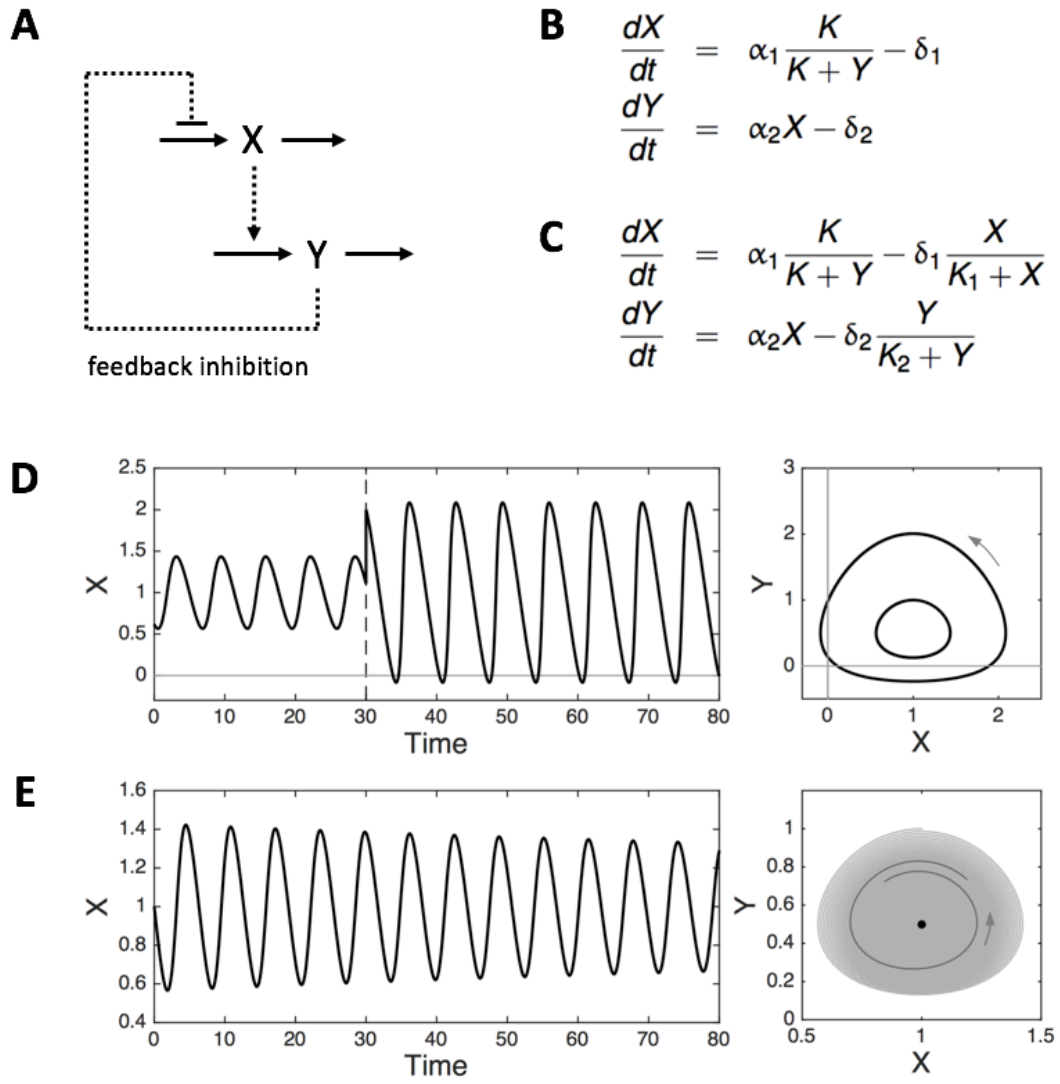 A
X
Y
feedback inhibition
B
dX/dt = α₁ K/(K + Y) − δ₁
dY/dt = α₂X − δ₂
C
dX/dt = α₁ K/(K + Y) − δ₁ X/(K₁ + X)
dY/dt = α₂X − δ₂ Y/(K₂ + Y)
D
2.5
2
1.5
1
0.5
0
X
0 10 20 30 40 50 60 70 80
Time
3
2
1
0
Y
0 1 2
X
E
1.6
1.4
1.2
1
0.8
0.6
0.4
X
0 10 20 30 40 50 60 70 80
Time
1
0.8
0.6
0.4
0.2
0
Y
0.5 1 1.5
X